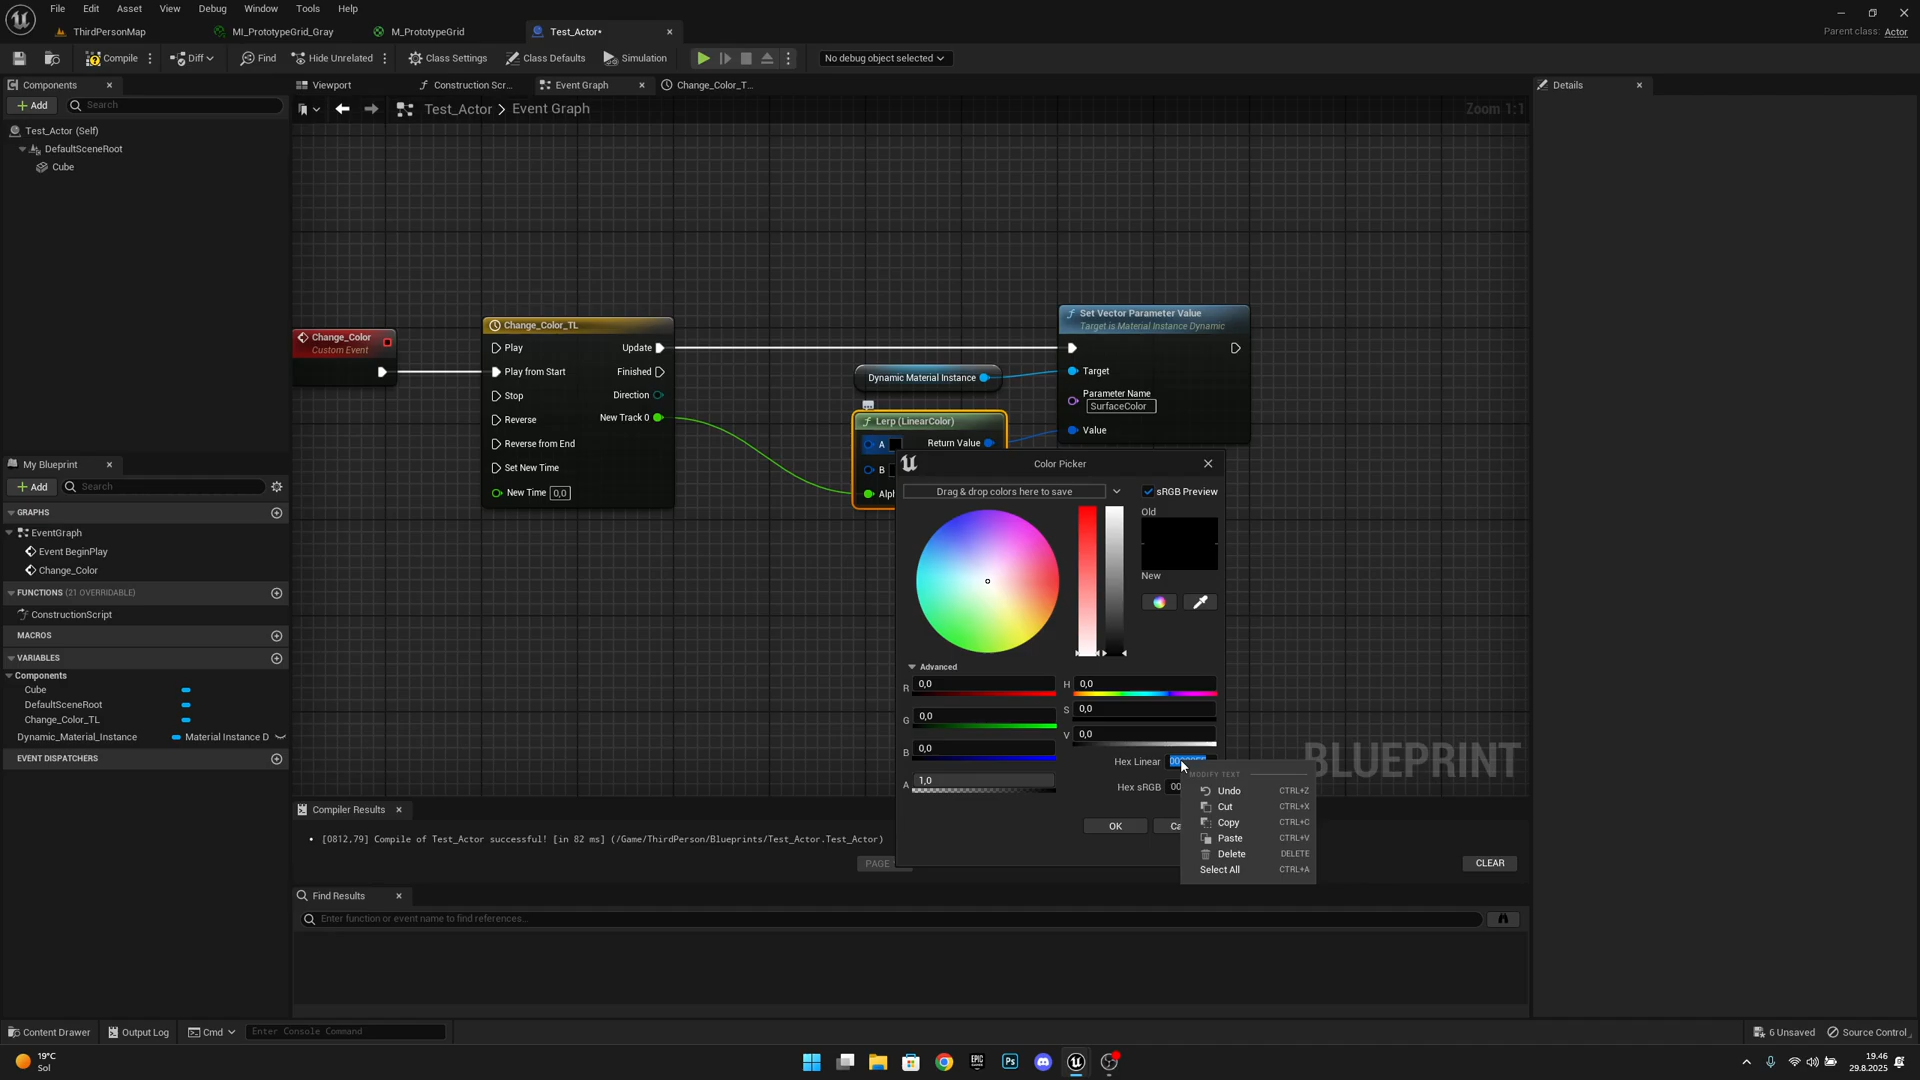 File Edit Asset View Debug Window Tools Help
ThirdPersonMap MI_PrototypeGrid_Gray M_PrototypeGrid Test_Actor•
Parent class: Actor
Compile Diff Find Hide Unrelated Class Settings Class Defaults Simulation No debug object selected
Components
Add Search
Test_Actor (Self)
DefaultSceneRoot
Cube
Viewport Construction Scr... Event Graph Change_Color_T...
Test_Actor > Event Graph
Zoom 1:1
Details
Change_Color
Custom Event
Change_Color_TL
Play Update
Play from Start Finished
Stop Direction
Reverse New Track 0
Reverse from End
Set New Time
New Time 0,0
Dynamic Material Instance
Lerp (LinearColor)
A Return Value
B
Set Vector Parameter Value
Target is Material Instance Dynamic
Target
Parameter Name
SurfaceColor
Value
Color Picker
Drag & drop colors here to save
sRGB Preview
Old
New
Advanced
R 0,0 H 0,0
G 0,0 S 0,0
B 0,0 V 0,0
A 1,0
Hex Linear
Hex sRGB 00
OK
MODIFY TEXT
Undo CTRL+Z
Cut CTRL+X
Copy CTRL+C
Paste CTRL+V
Delete DELETE
Select All CTRL+A
BLUEPRINT
My Blueprint
Add Search
GRAPHS
EventGraph
Event BeginPlay
Change_Color
FUNCTIONS (21 OVERRIDABLE)
ConstructionScript
MACROS
VARIABLES
Components
Cube
DefaultSceneRoot
Change_Color_TL
Dynamic_Material_Instance Material Instance D
EVENT DISPATCHERS
Compiler Results
• [0812,79] Compile of Test_Actor successful! [in 82 ms] (/Game/ThirdPerson/Blueprints/Test_Actor.Test_Actor)
PAGE
CLEAR
Find Results
Enter function or event name to find references...
Content Drawer Output Log Cmd Enter Console Command
6 Unsaved Source Control
19°C
Sol
EPIC
Ps
19.46
29.8.2025